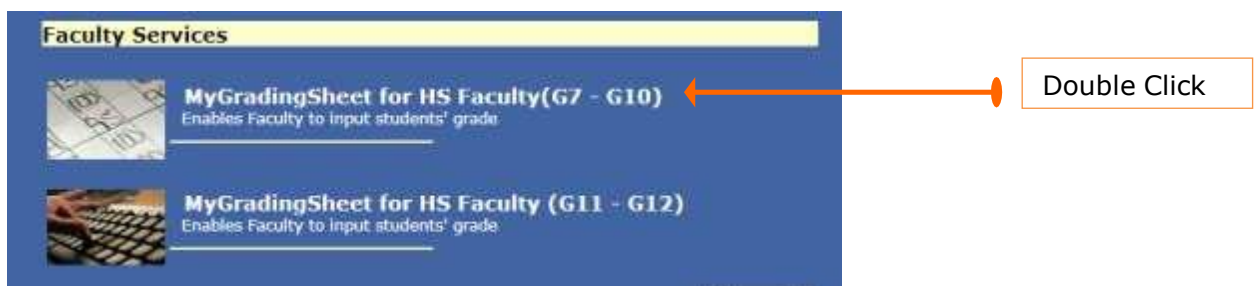 Faculty Services
MyGradingSheet for HS Faculty(G7 - G10)
Enables Faculty to input students' grade
Double Click
MyGradingSheet for HS Faculty (G11 - G12)
Enables Faculty to input students' grade